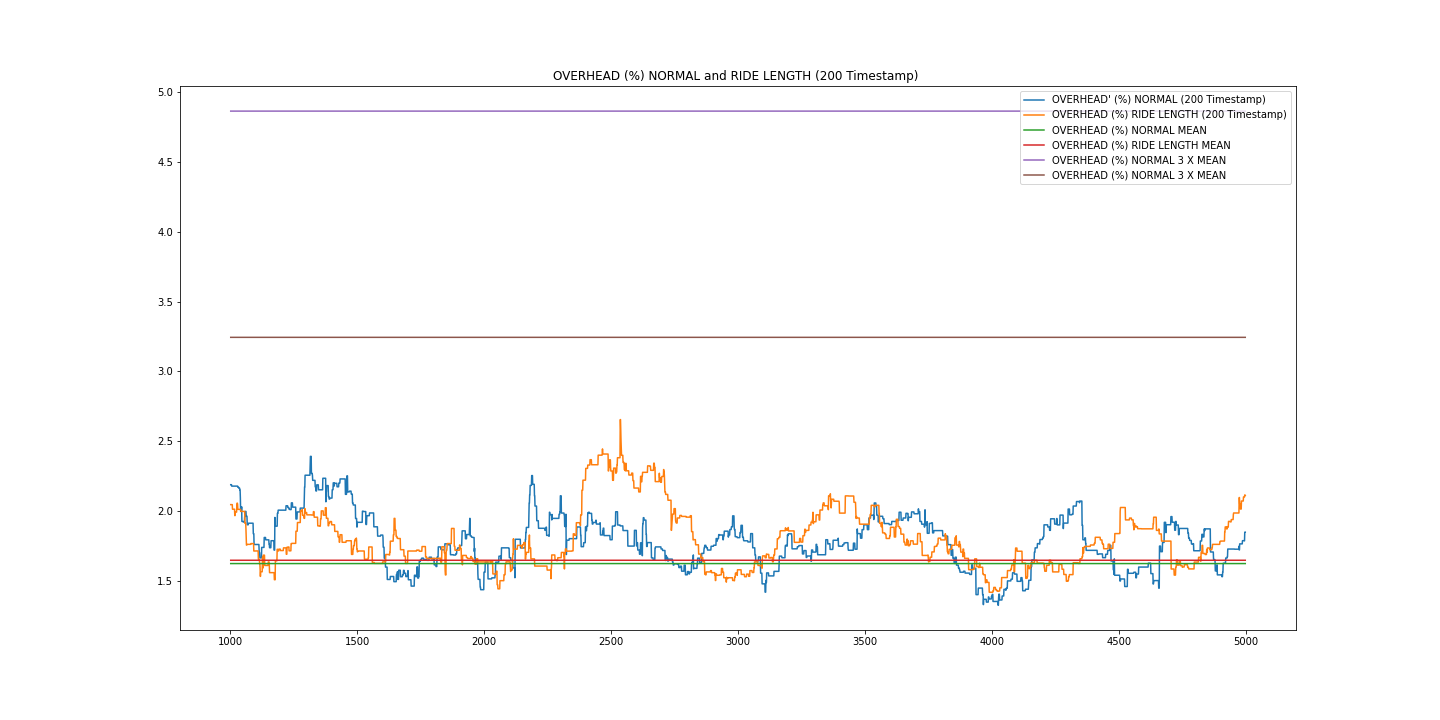 OVERHEAD (%) NORMAL and RIDE LENGTH (200 Timestamp)
5.0
4.5
4.0
3.5
3.0
2.5
2.0
1.5
OVERHEAD' (%) NORMAL (200 Timestamp)
OVERHEAD (%) RIDE LENGTH (200 Timestamp)
OVERHEAD (%) NORMAL MEAN
OVERHEAD (%) RIDE LENGTH MEAN
OVERHEAD (%) NORMAL 3 X MEAN
OVERHEAD (%) NORMAL 3 X MEAN
1000 1500 2000 2500 3000 3500 4000 4500 5000